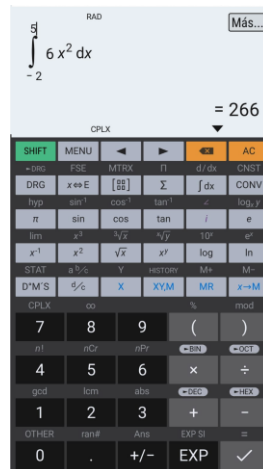 RAD
Más...
5
∫ 6 x² dx
- 2
= 266
CPLX
SHIFT MENU ◄ ► ⌫ AC
►DRG FSE MTRX Π d/dx CNST
DRG x⇔E [88] Σ ∫dx CONV
hyp sin⁻¹ cos⁻¹ tan⁻¹ ∠ logₓ y
π sin cos tan i e
lim x³ ³√x ˣ√y 10ˣ eˣ
x⁻¹ x² √x xʸ log ln
STAT a b/c Y HISTORY M+ M−
D°M´S d/c X XY,M MR x→M
CPLX ∞ % mod
7 8 9 ( )
n! nCr nPr ►BIN ►OCT
4 5 6 × ÷
gcd lcm abs ►DEC ►HEX
1 2 3 + −
OTHER ran# Ans EXP SI =
0 . +/− EXP ✓